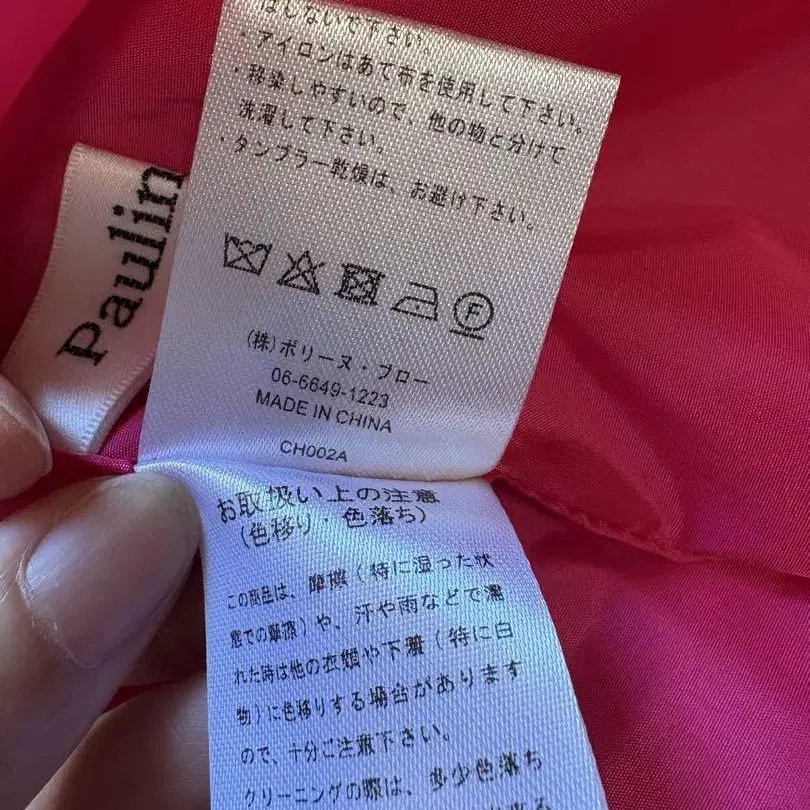 はしないで下さい。
・アイロンはあて布を使用して下さい。
・移染しやすいので、他の物と分けて
洗濯して下さい。
・タンブラー乾燥は、お避け下さい。
F
(株)ポリーヌ・ブロー
06-6649-1223
MADE IN CHINA
CH002A
Paulin
お取扱い上の注意
(色移り・色落ち)
この商品は、摩擦(特に湿った状
態での摩擦)や、汗や雨などで濡
れた時は他の衣類や下着(特に白
物)に色移りする場合があります
ので、十分ご注意下さい。
クリーニングの際は、多少色落ち